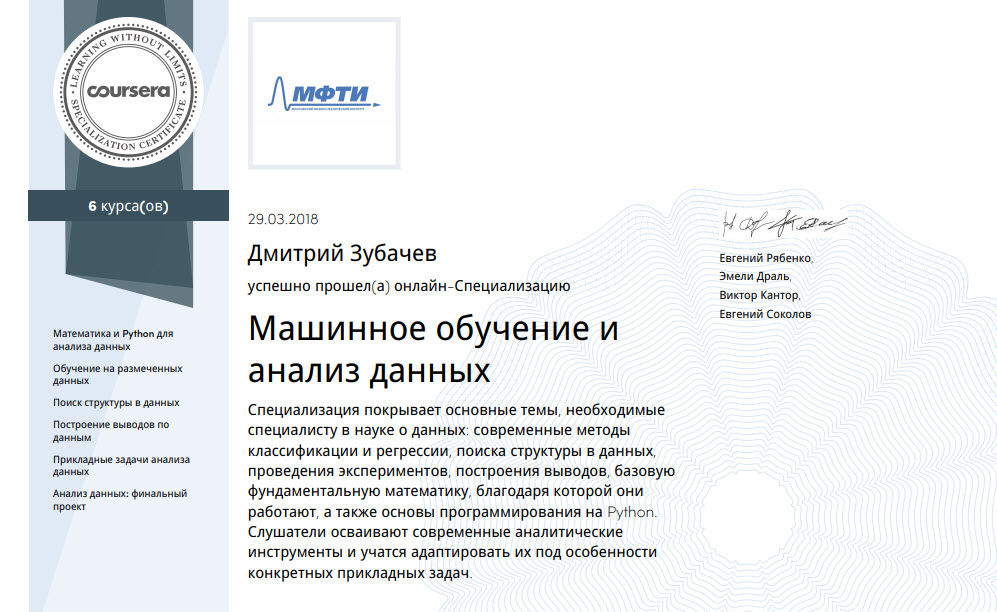 LEARNING WITHOUT LIMITS
coursera
SPECIALIZATION CERTIFICATE
6 курса(ов)
Математика и Python для
анализа данных
Обучение на размеченных
данных
Поиск структуры в данных
Построение выводов по
данным
Прикладные задачи анализа
данных
Анализ данных: финальный
проект
МФТИ
29.03.2018
Дмитрий Зубачев
успешно прошел(а) онлайн-Специализацию
Машинное обучение и
анализ данных
Специализация покрывает основные темы, необходимые
специалисту в науке о данных: современные методы
классификации и регрессии, поиска структуры в данных,
проведения экспериментов, построения выводов, базовую
фундаментальную математику, благодаря которой они
работают, а также основы программирования на Python.
Слушатели осваивают современные аналитические
инструменты и учатся адаптировать их под особенности
конкретных прикладных задач.
Евгений Рябенко,
Эмели Драль,
Виктор Кантор,
Евгений Соколов